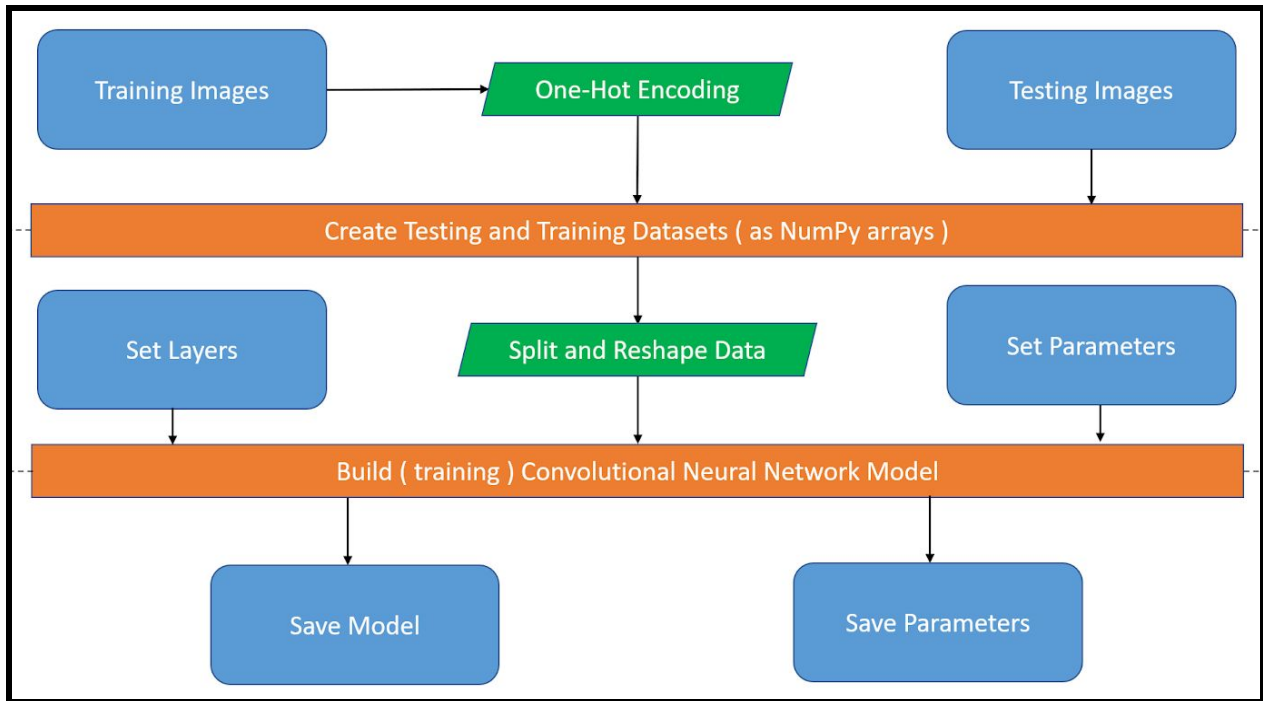 Training Images
One-Hot Encoding
Testing Images
Create Testing and Training Datasets ( as NumPy arrays )
Set Layers
Split and Reshape Data
Set Parameters
Build ( training ) Convolutional Neural Network Model
Save Model
Save Parameters